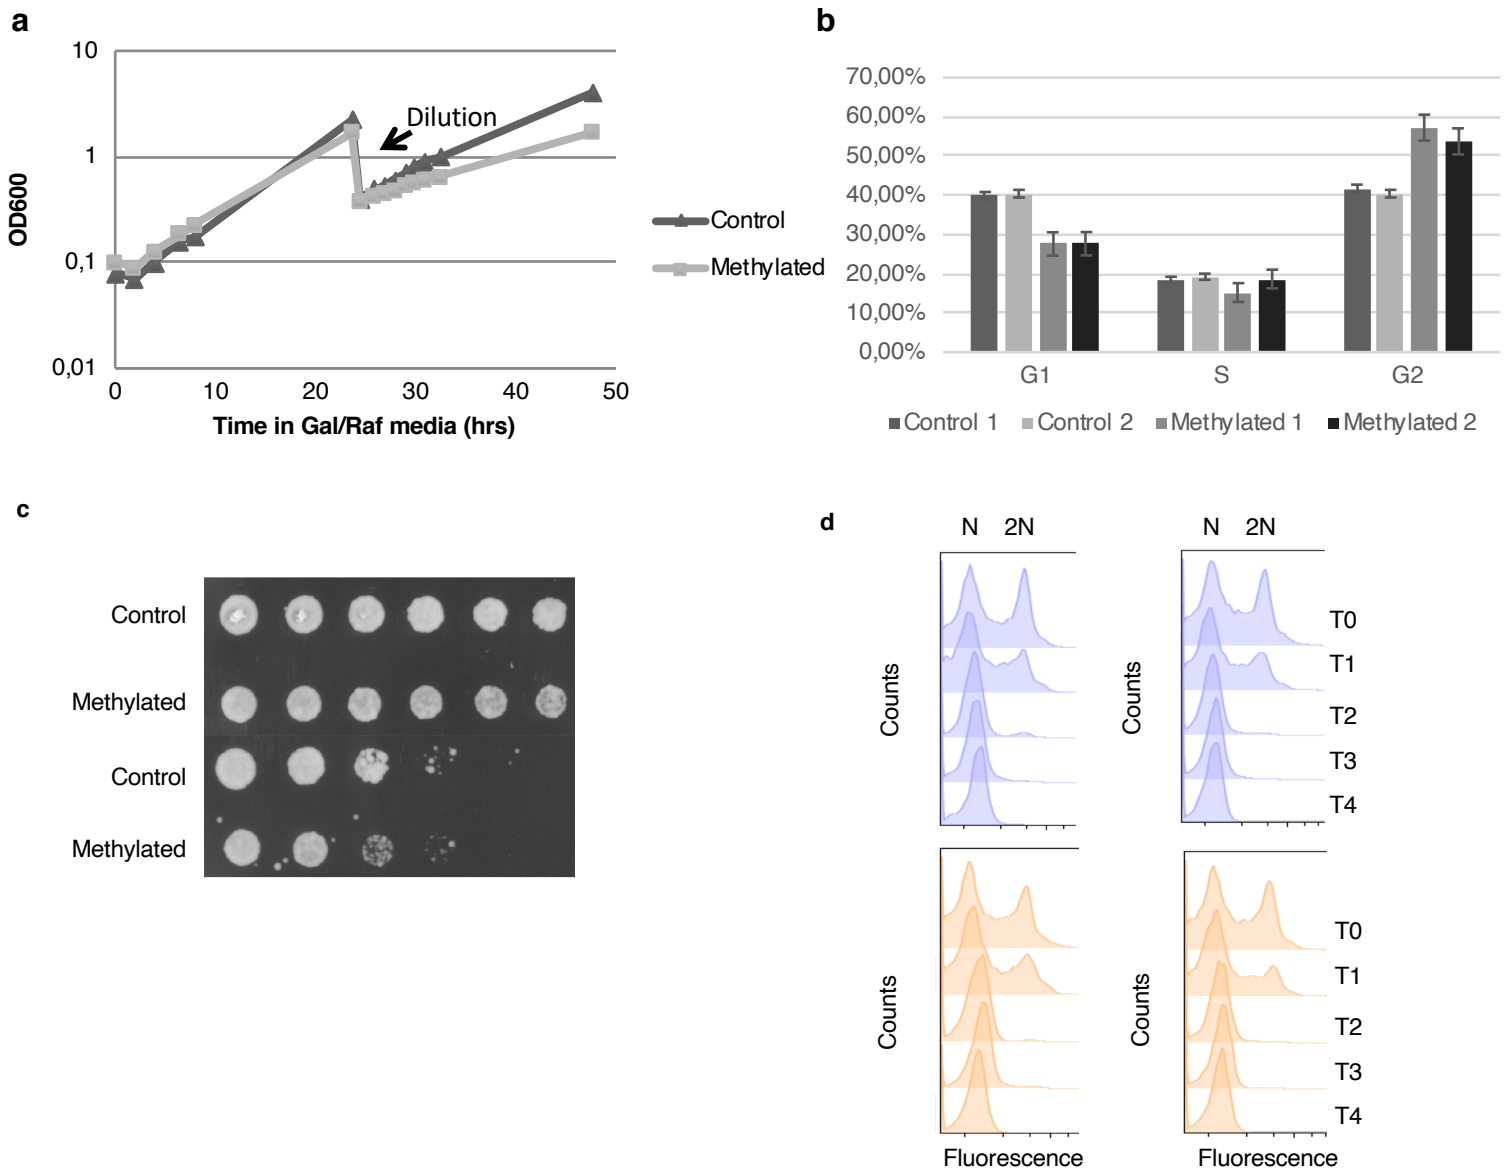 a
10
1
0,1
0,01
OD600
Dilution
0 10 20 30 40 50
Time in Gal/Raf media (hrs)
Control
Methylated
b
70,00%
60,00%
50,00%
40,00%
30,00%
20,00%
10,00%
0,00%
G1 S G2
Control 1 Control 2 Methylated 1 Methylated 2
c
Control
Methylated
Control
Methylated
d
N 2N
N 2N
Counts
Counts
T0
T1
T2
T3
T4
Counts
Counts
T0
T1
T2
T3
T4
Fluorescence
Fluorescence